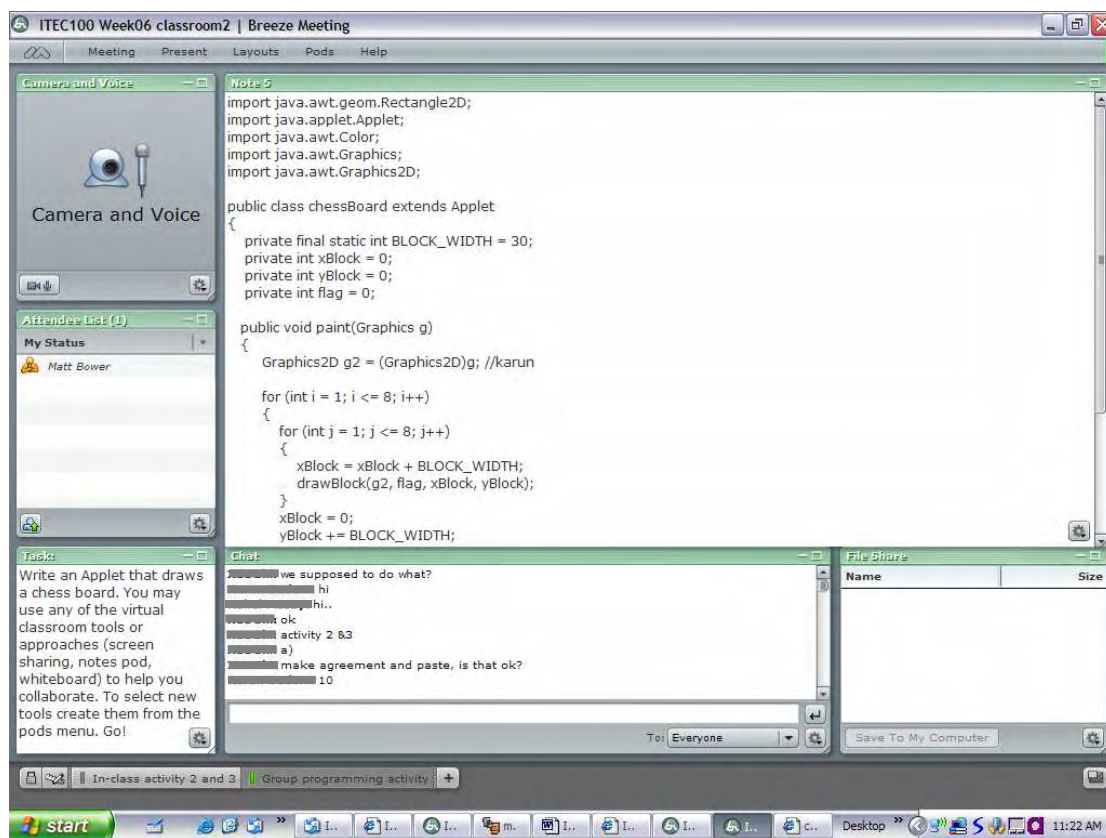 ITEC100 Week06 classroom2 | Breeze Meeting
Meeting Present Layouts Pods Help
Camera and Voice
Camera and Voice
Attendee List (1)
My Status
Matt Bower
Task:
Write an Applet that draws
a chess board. You may
use any of the virtual
classroom tools or
approaches (screen
sharing, notes pod,
whiteboard) to help you
collaborate. To select new
tools create them from the
pods menu. Go!
Note 5
import java.awt.geom.Rectangle2D;
import java.applet.Applet;
import java.awt.Color;
import java.awt.Graphics;
import java.awt.Graphics2D;
public class chessBoard extends Applet
{
private final static int BLOCK_WIDTH = 30;
private int xBlock = 0;
private int yBlock = 0;
private int flag = 0;
public void paint(Graphics g)
{
Graphics2D g2 = (Graphics2D)g; //karun
for (int i = 1; i <= 8; i++)
{
for (int j = 1; j <= 8; j++)
{
xBlock = xBlock + BLOCK_WIDTH;
drawBlock(g2, flag, xBlock, yBlock);
}
xBlock = 0;
yBlock += BLOCK_WIDTH;
Chat
we supposed to do what?
hi
hi..
ok
activity 2 &3
a)
make agreement and paste, is that ok?
10
To: Everyone
File Share
Name Size
Save To My Computer
In-class activity 2 and 3 Group programming activity +
start I.. I.. I.. m. I.. I.. I.. I.. c.. Desktop 11:22 AM